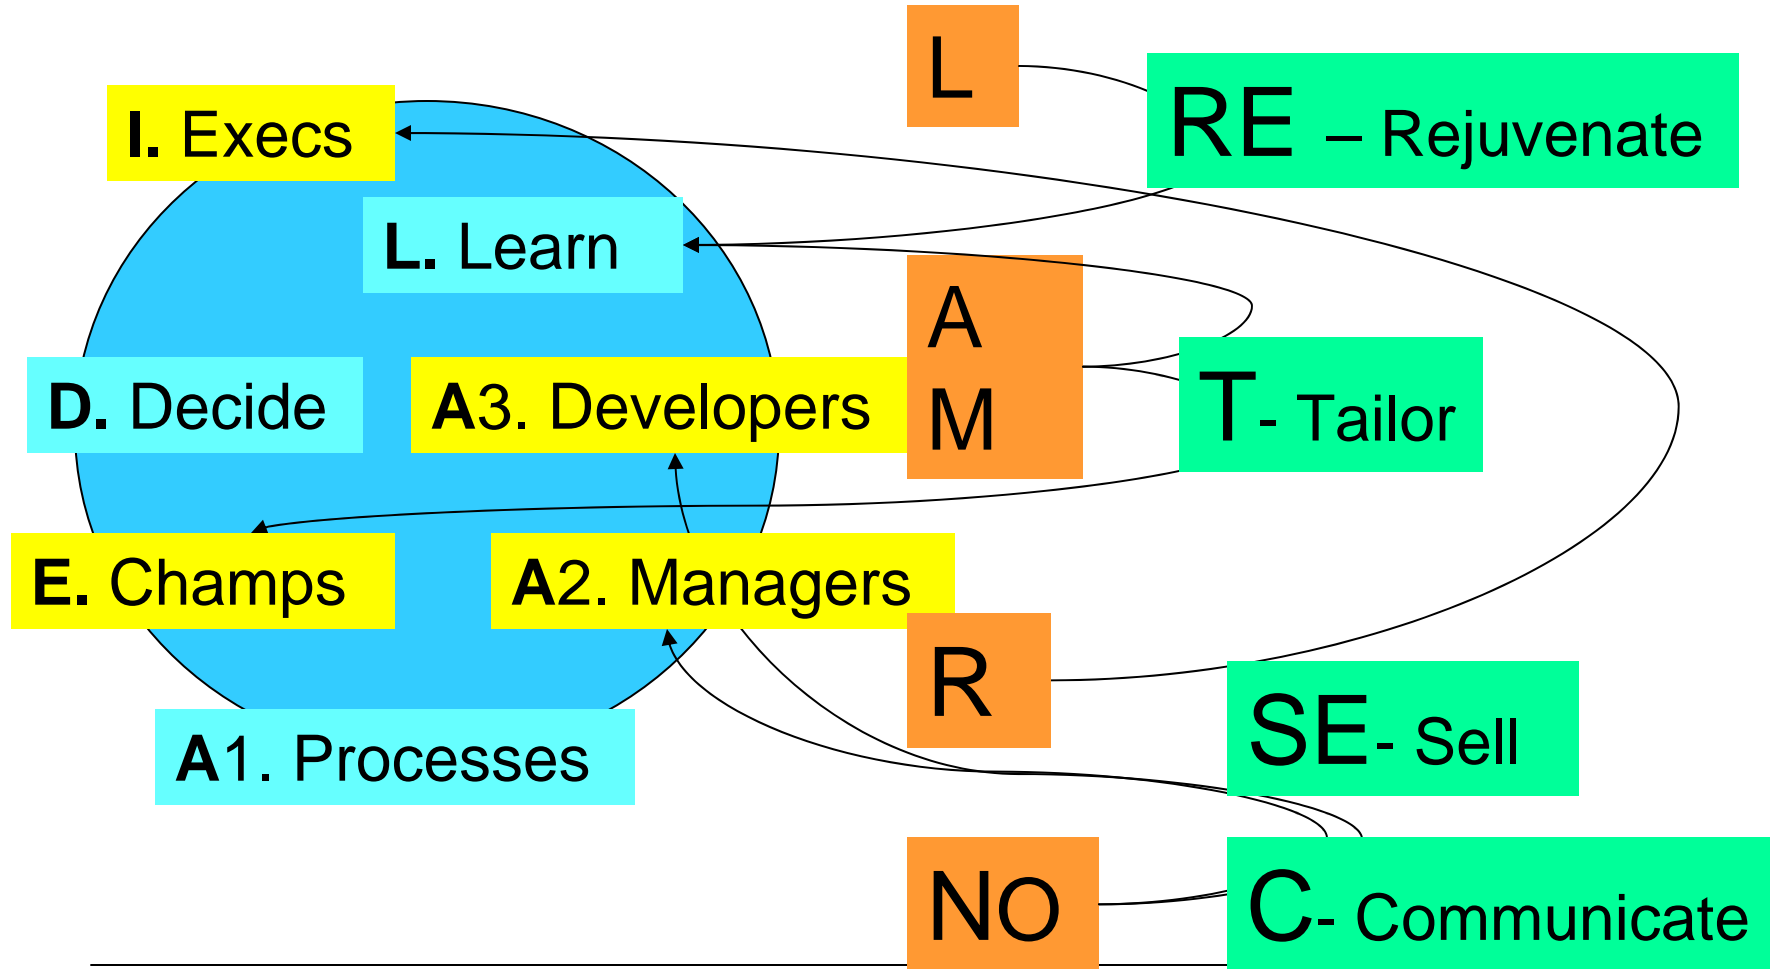 L
RE – Rejuvenate
I. Execs
L. Learn
A
M
D. Decide
A3. Developers
T- Tailor
E. Champs
A2. Managers
R
SE- Sell
A1. Processes
NO
C- Communicate